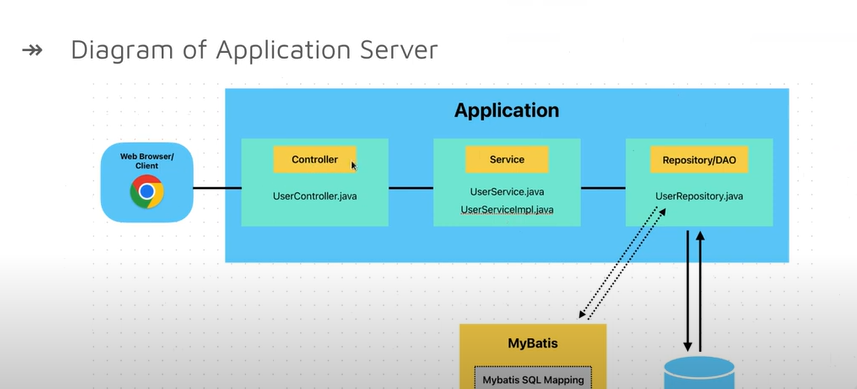 ↠ Diagram of Application Server
Application
Web Browser/
Client
Controller
Service
Repository/DAO
UserController.java
UserService.java
UserServiceImpl.java
UserRepository.java
MyBatis
Mybatis SQL Mapping